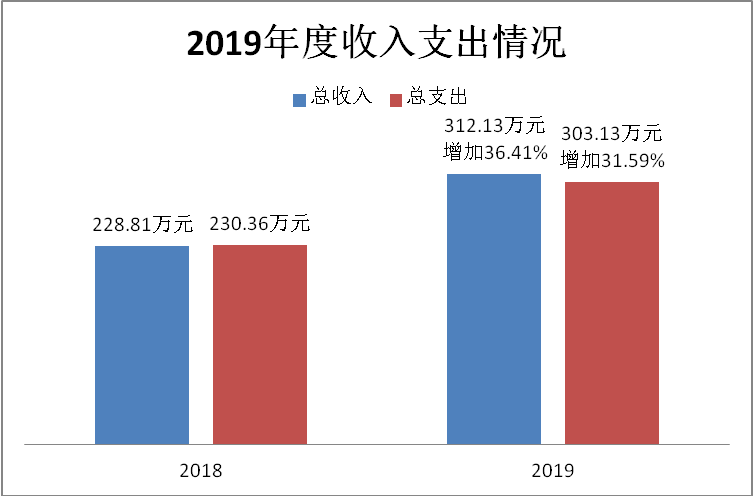 2019年度收入支出情况
总收入 总支出
312.13万元
增加36.41%
303.13万元
增加31.59%
228.81万元
230.36万元
2018
2019